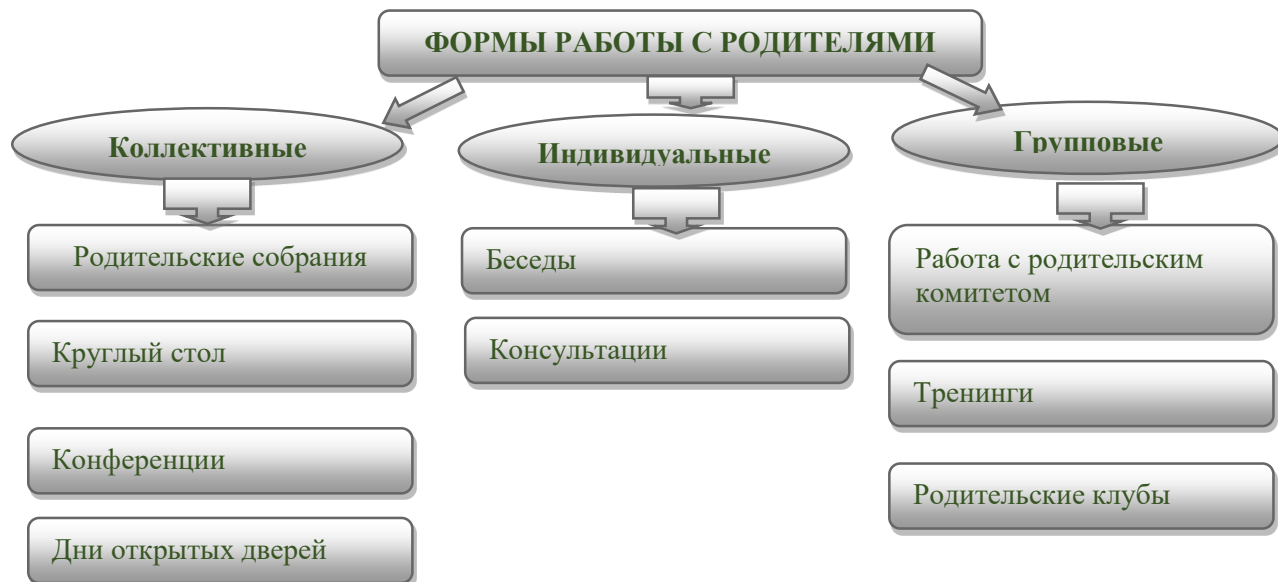 ФОРМЫ РАБОТЫ С РОДИТЕЛЯМИ
Коллективные
Родительские собрания
Круглый стол
Конференции
Дни открытых дверей
Индивидуальные
Беседы
Консультации
Групповые
Работа с родительским
комитетом
Тренинги
Родительские клубы